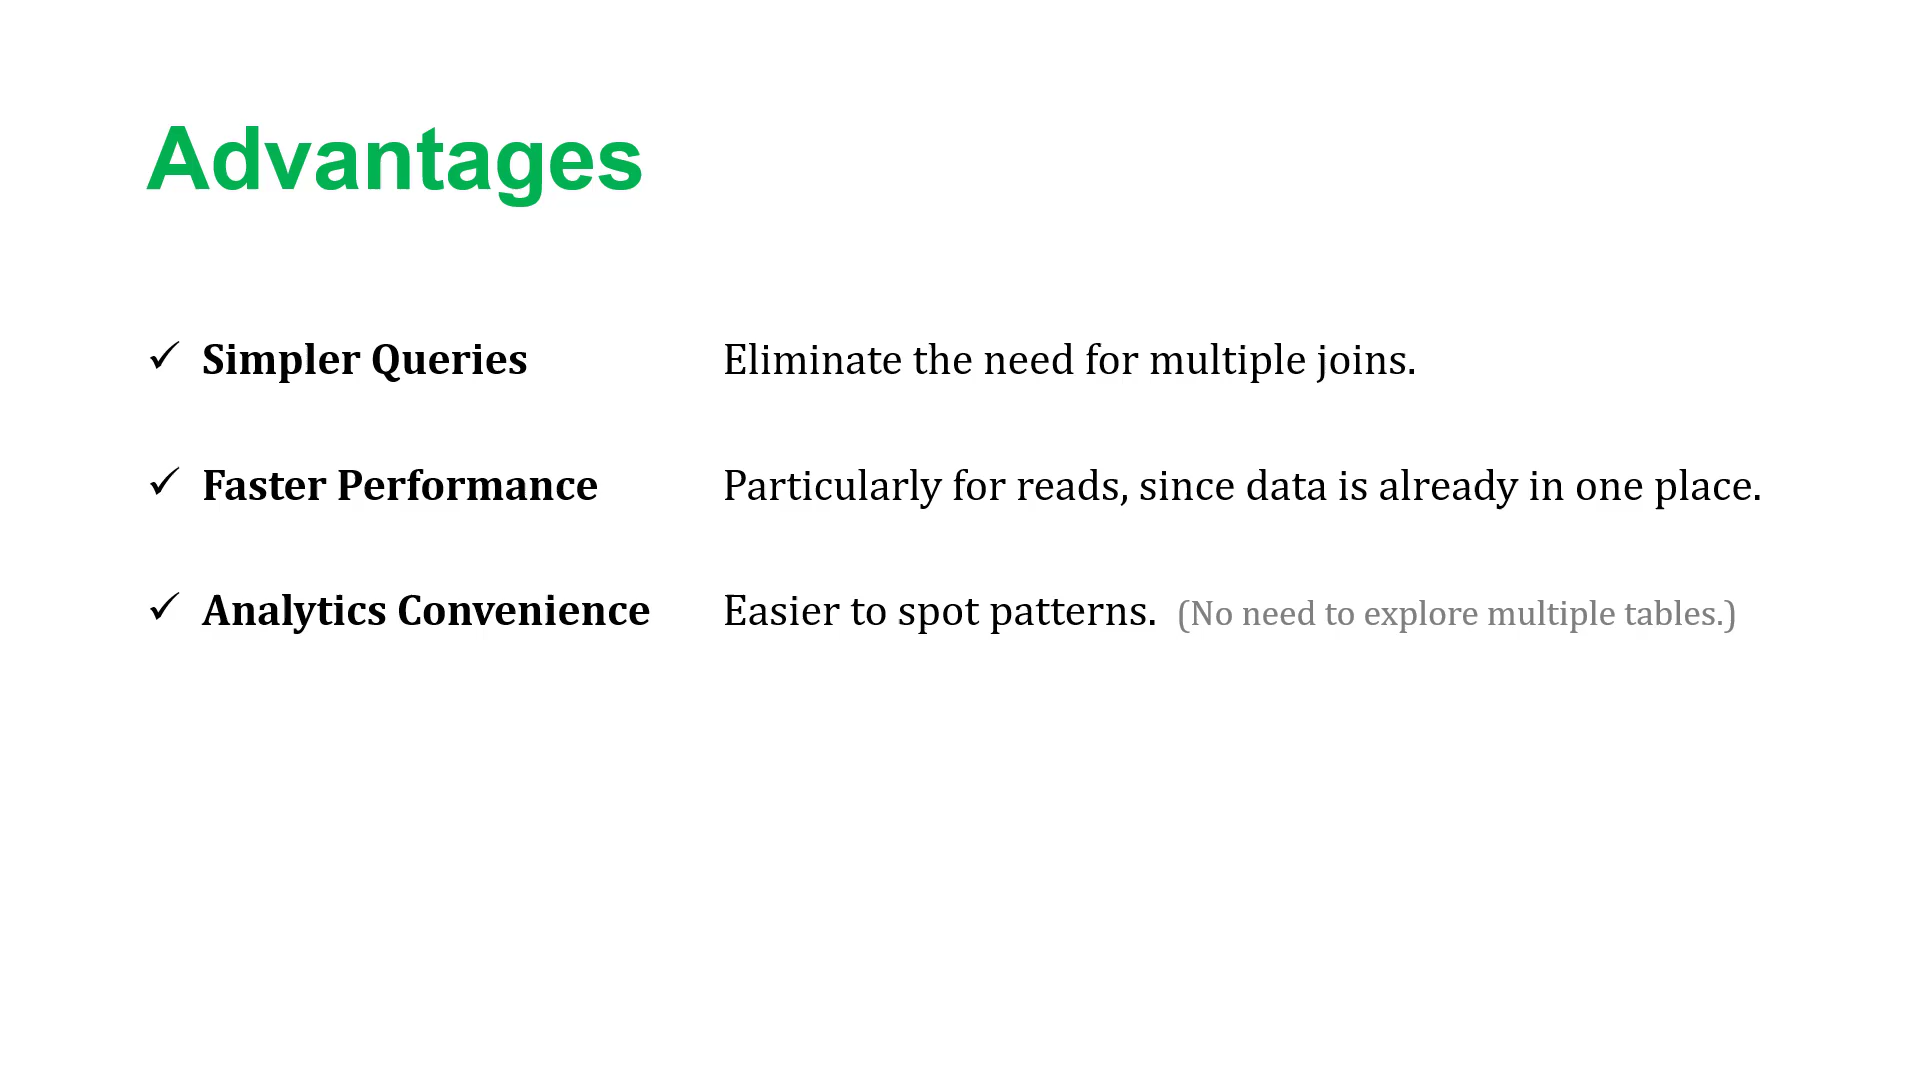 Advantages
✓ Simpler Queries Eliminate the need for multiple joins.
✓ Faster Performance Particularly for reads, since data is already in one place.
✓ Analytics Convenience Easier to spot patterns. (No need to explore multiple tables.)